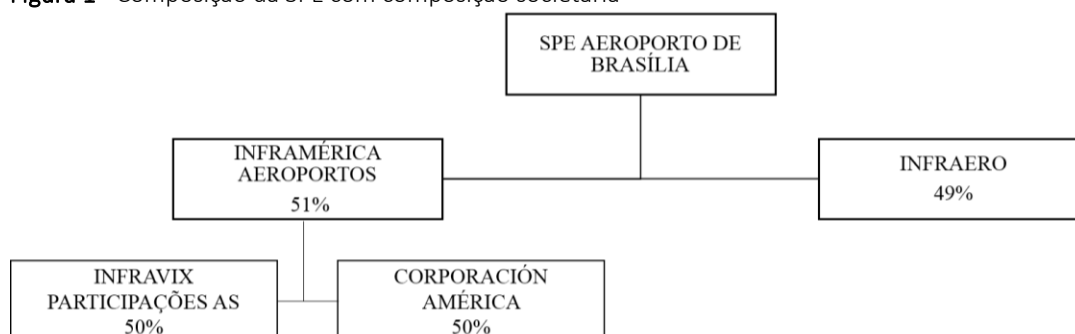 Figura 1 - Composição da SPE com composição societária
SPE AEROPORTO DE
BRASÍLIA
INFRAMÉRICA
AEROPORTOS
51%
INFRAERO
49%
INFRAVIX
PARTICIPAÇÕES AS
50%
CORPORACIÓN
AMÉRICA
50%